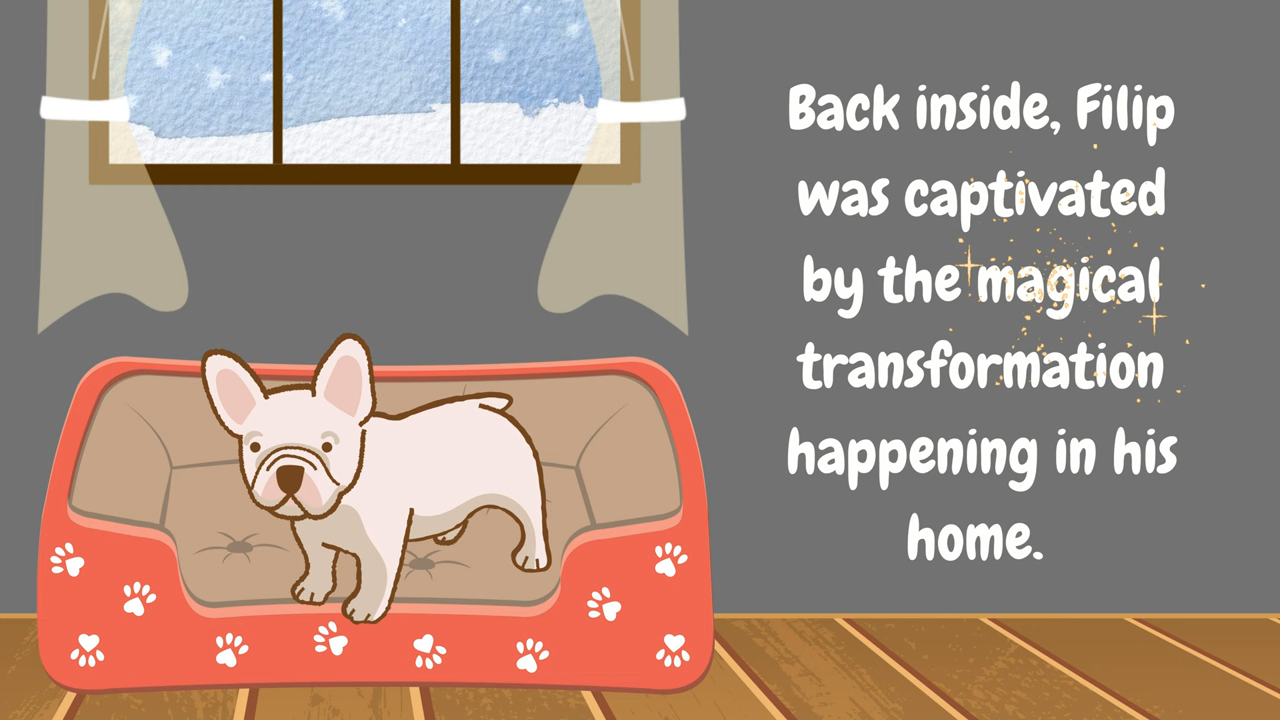 Back inside, Filip
was captivated
by the magical
transformation
happening in his
home.